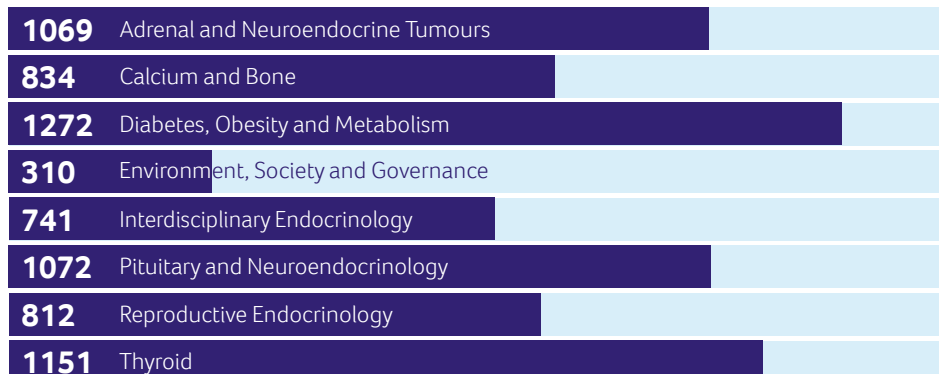 1069 Adrenal and Neuroendocrine Tumours
834 Calcium and Bone
1272 Diabetes, Obesity and Metabolism
310 Environment, Society and Governance
741 Interdisciplinary Endocrinology
1072 Pituitary and Neuroendocrinology
812 Reproductive Endocrinology
1151 Thyroid